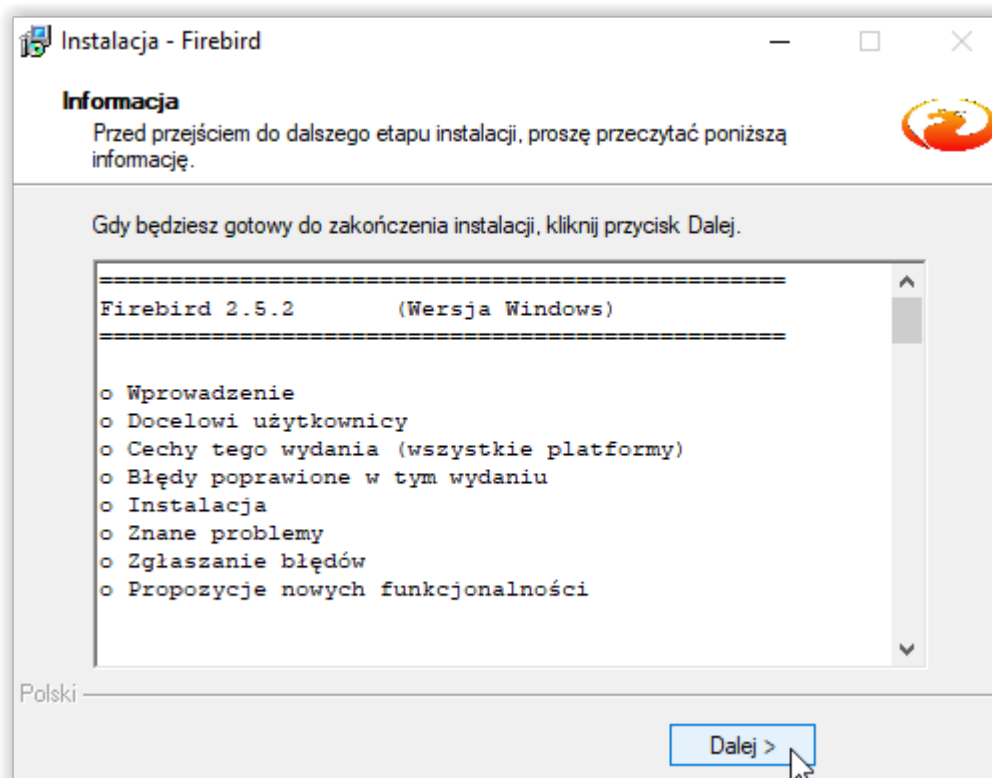 Instalacja - Firebird
Informacja
Przed przejściem do dalszego etapu instalacji, proszę przeczytać poniższą
informację.
Gdy będziesz gotowy do zakończenia instalacji, kliknij przycisk Dalej.
==================================================
Firebird 2.5.2 (Wersja Windows)
==================================================
o Wprowadzenie
o Docelowi użytkownicy
o Cechy tego wydania (wszystkie platformy)
o Błędy poprawione w tym wydaniu
o Instalacja
o Znane problemy
o Zgłaszanie błędów
o Propozycje nowych funkcjonalności
Polski
Dalej >